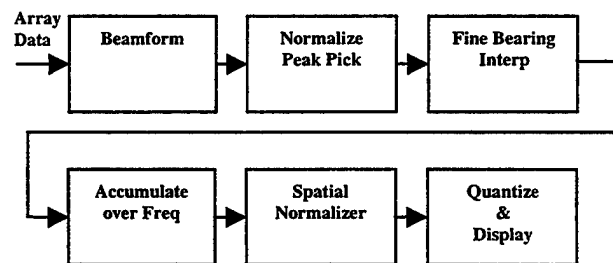 Array
Data
Beamform
Normalize
Peak Pick
Fine Bearing
Interp
Accumulate
over Freq
Spatial
Normalizer
Quantize
&
Display